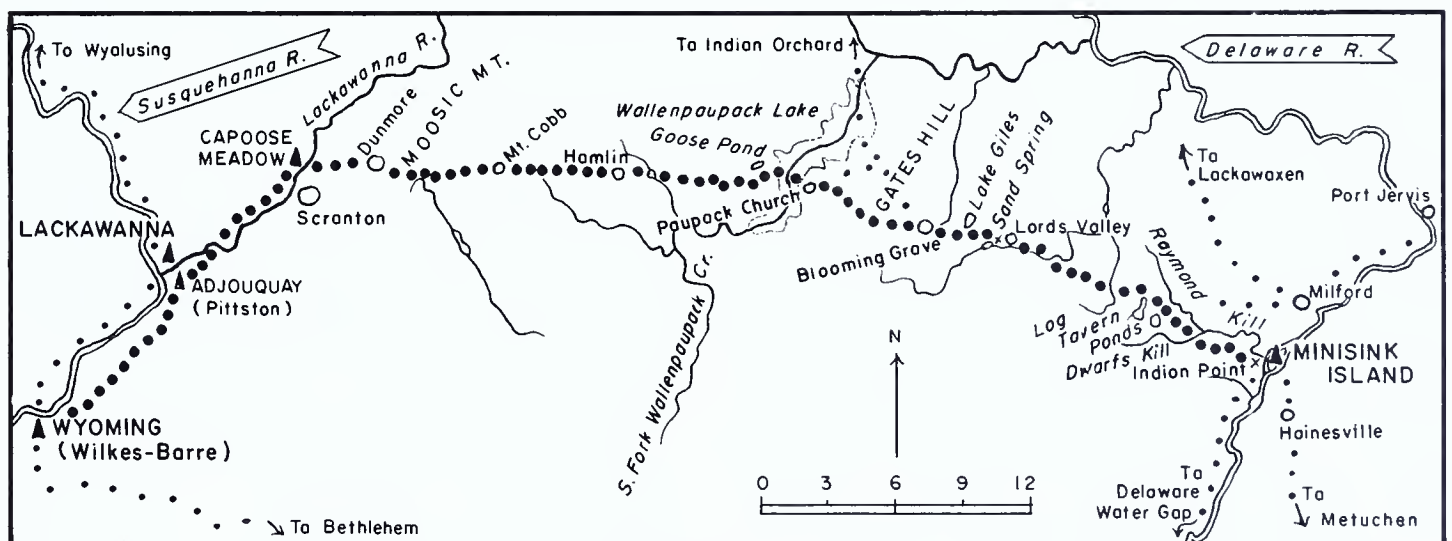 To Wyalusing
Susquehanna R.
Lackawanna R.
To Indian Orchard
Delaware R.
CAPOOSE
MEADOW
Dunmore
MOOSIC MT.
Mt. Cobb
Hamlin
Wallenpaupack Lake
Goose Pond
GATES HILL
Lake Giles
Sand Spring
To
Lackawaxen
Port Jervis
Scranton
LACKAWANNA
ADJOUQUAY
(Pittston)
Paupack Church
Blooming Grove
Lords Valley
Raymond
Kill
Milford
Log
Tavern
Ponds
Dwarfs Kill
Indion Point
MINISINK
ISLAND
Hainesville
S. Fork Wallenpaupack Cr.
N
WYOMING
(Wilkes-Barre)
To Bethlehem
0 3 6 9 12
To
Delaware
Water Gap
To
Metuchen